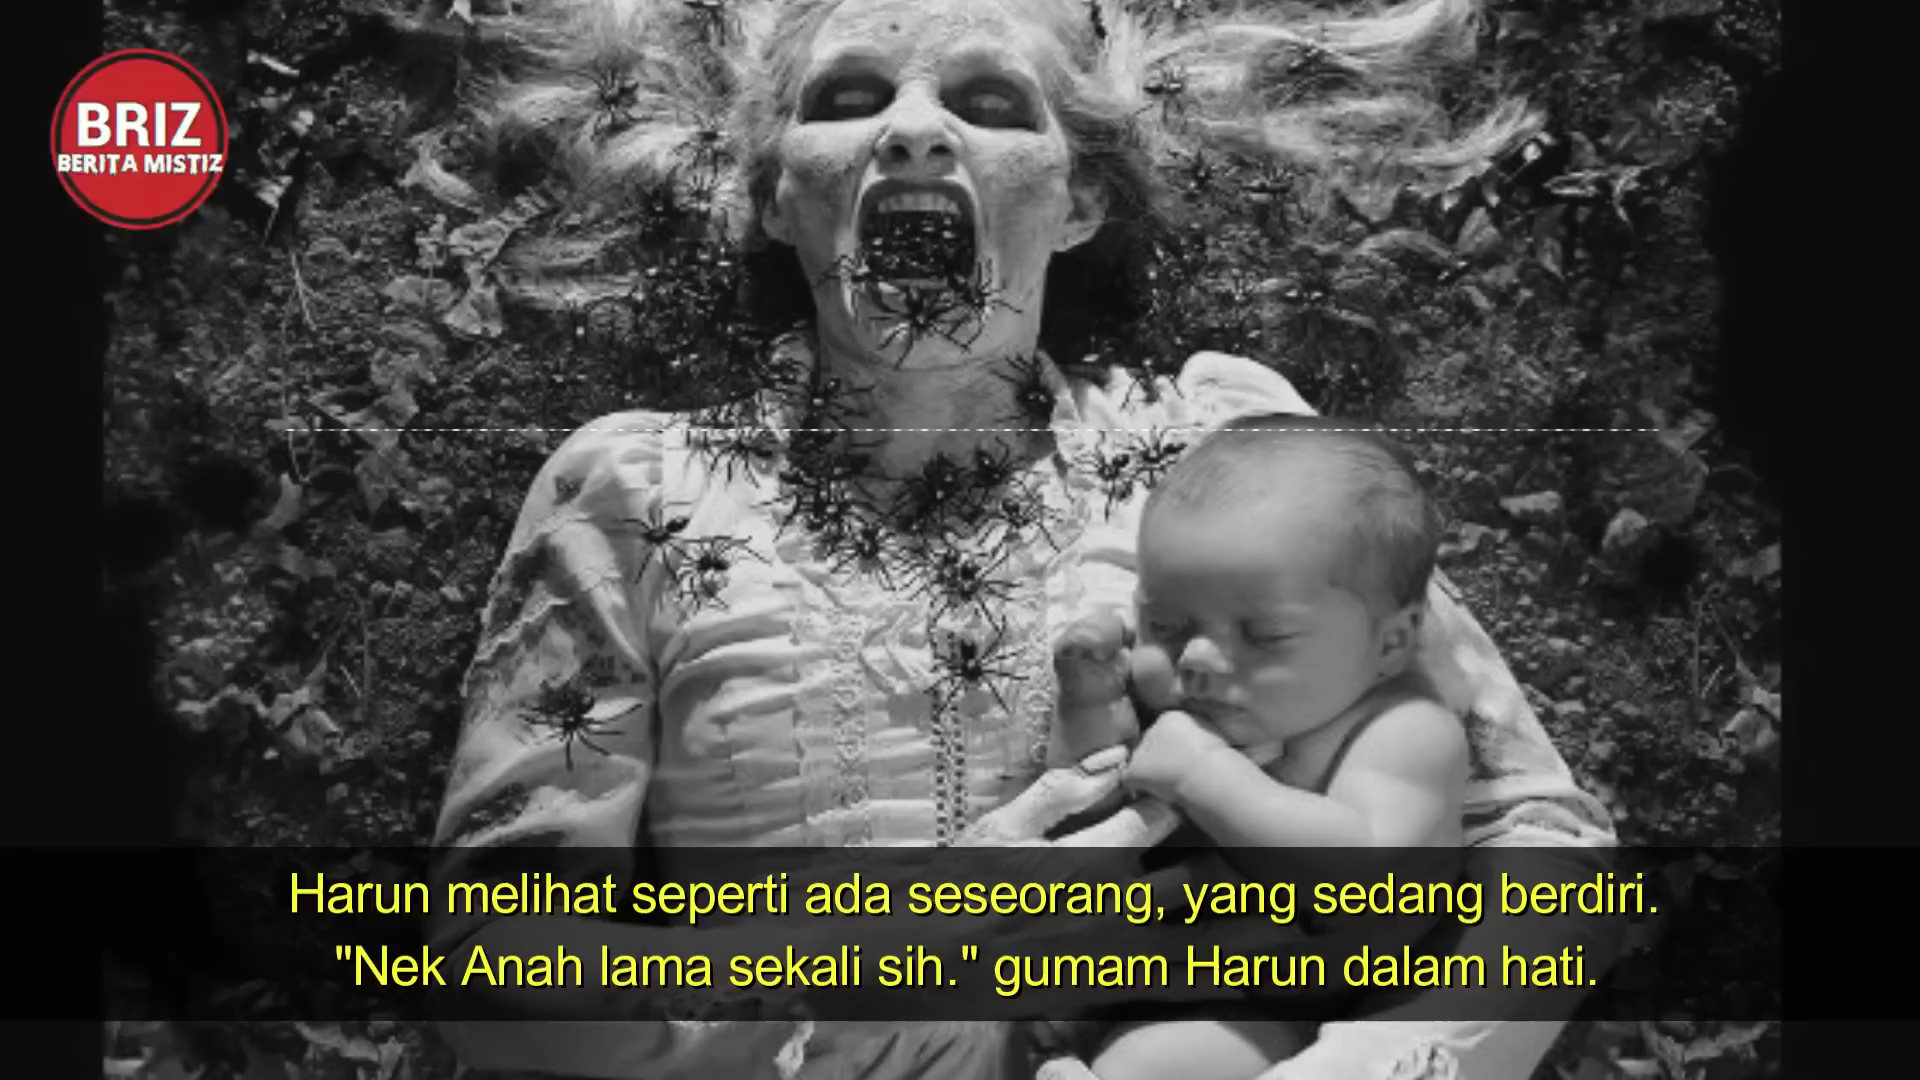 BRIZ
BERITA MISTIZ
Harun melihat seperti ada seseorang, yang sedang berdiri.
"Nek Anah lama sekali sih." gumam Harun dalam hati.